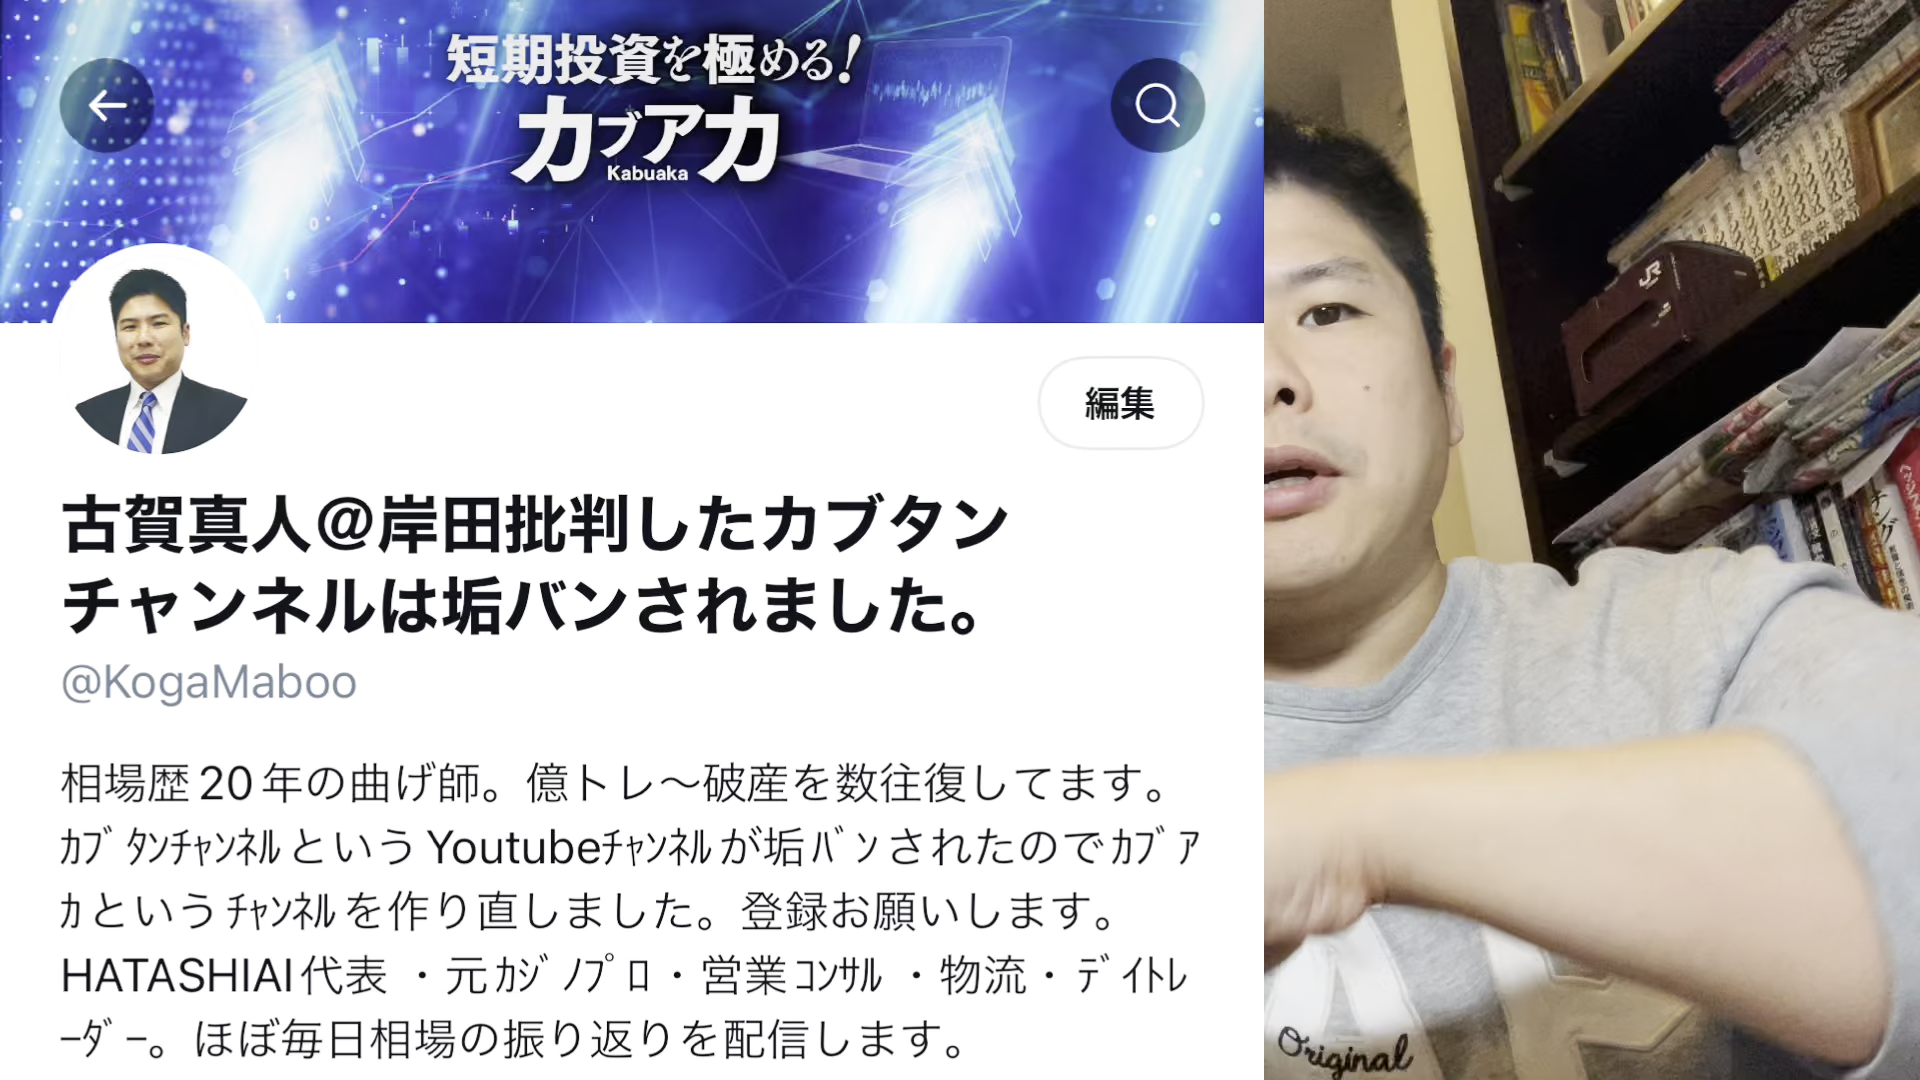 短期投資を極める!
カブアカ
Kabuaka
編集
古賀真人@岸田批判したカブタン
チャンネルは垢バンされました。
@KogaMaboo
相場歴20年の曲げ師。億トレ〜破産を数往復してます。
ｶﾌﾞﾀﾝﾁｬﾝﾈﾙというYoutubeﾁｬﾝﾈﾙが垢ﾊﾞﾝされたのでｶﾌﾞｱ
ｶというﾁｬﾝﾈﾙを作り直しました。登録お願いします。
HATASHIAI代表 ・元ｶｼﾞﾉﾌﾟﾛ・営業ｺﾝｻﾙ ・物流・ﾃﾞｲﾄﾚ
ｰﾀﾞｰ。ほぼ毎日相場の振り返りを配信します。
JR
Original